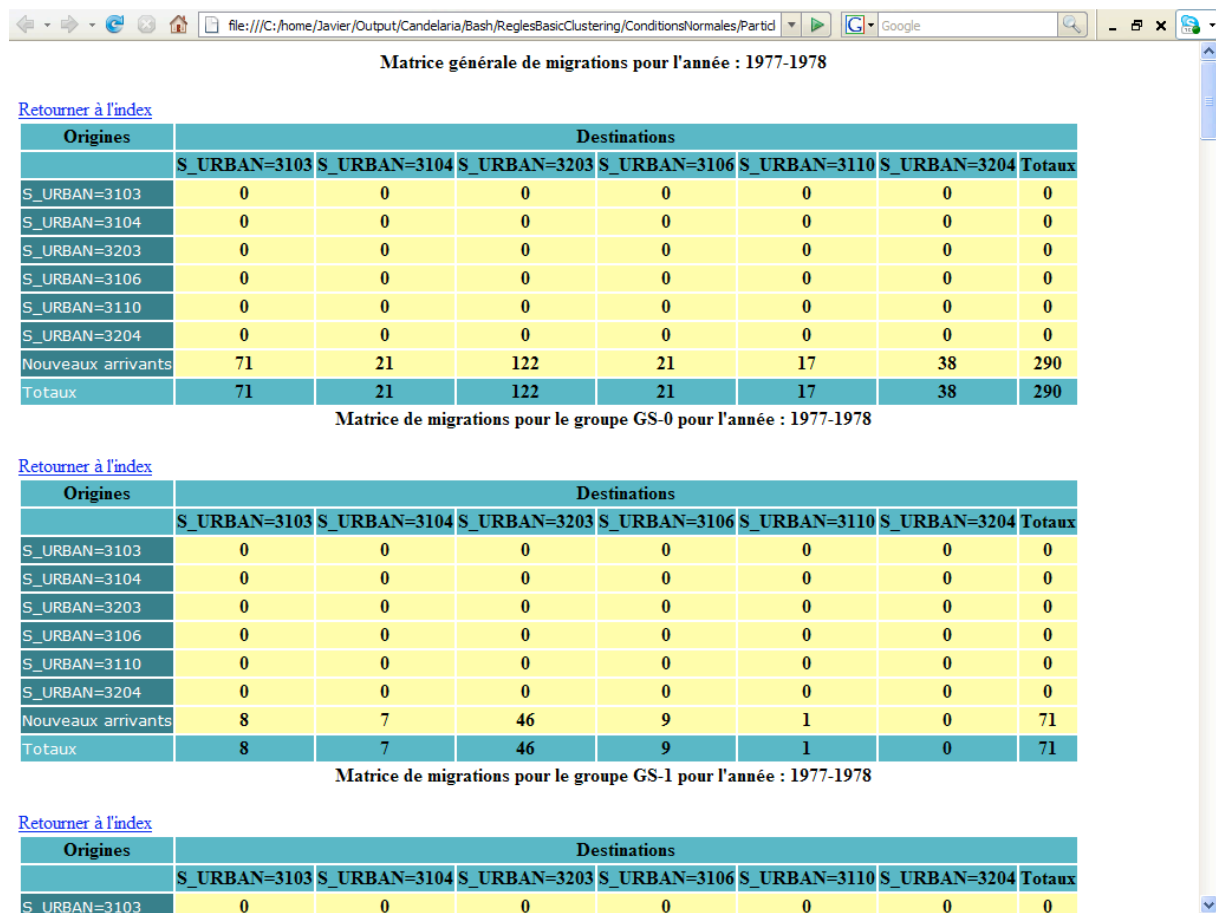 file:///C:/home/Javier/Output/Candelaria/Bash/ReglesBasicClustering/ConditionsNormales/Particl
G Google
Matrice générale de migrations pour l'année : 1977-1978
Retourner à l'index
Origines Destinations
S_URBAN=3103 S_URBAN=3104 S_URBAN=3203 S_URBAN=3106 S_URBAN=3110 S_URBAN=3204 Totaux
S_URBAN=3103 0 0 0 0 0 0 0
S_URBAN=3104 0 0 0 0 0 0 0
S_URBAN=3203 0 0 0 0 0 0 0
S_URBAN=3106 0 0 0 0 0 0 0
S_URBAN=3110 0 0 0 0 0 0 0
S_URBAN=3204 0 0 0 0 0 0 0
Nouveaux arrivants 71 21 122 21 17 38 290
Totaux 71 21 122 21 17 38 290
Matrice de migrations pour le groupe GS-0 pour l'année : 1977-1978
Retourner à l'index
Origines Destinations
S_URBAN=3103 S_URBAN=3104 S_URBAN=3203 S_URBAN=3106 S_URBAN=3110 S_URBAN=3204 Totaux
S_URBAN=3103 0 0 0 0 0 0 0
S_URBAN=3104 0 0 0 0 0 0 0
S_URBAN=3203 0 0 0 0 0 0 0
S_URBAN=3106 0 0 0 0 0 0 0
S_URBAN=3110 0 0 0 0 0 0 0
S_URBAN=3204 0 0 0 0 0 0 0
Nouveaux arrivants 8 7 46 9 1 0 71
Totaux 8 7 46 9 1 0 71
Matrice de migrations pour le groupe GS-1 pour l'année : 1977-1978
Retourner à l'index
Origines Destinations
S_URBAN=3103 S_URBAN=3104 S_URBAN=3203 S_URBAN=3106 S_URBAN=3110 S_URBAN=3204 Totaux
S_URBAN=3103 0 0 0 0 0 0 0